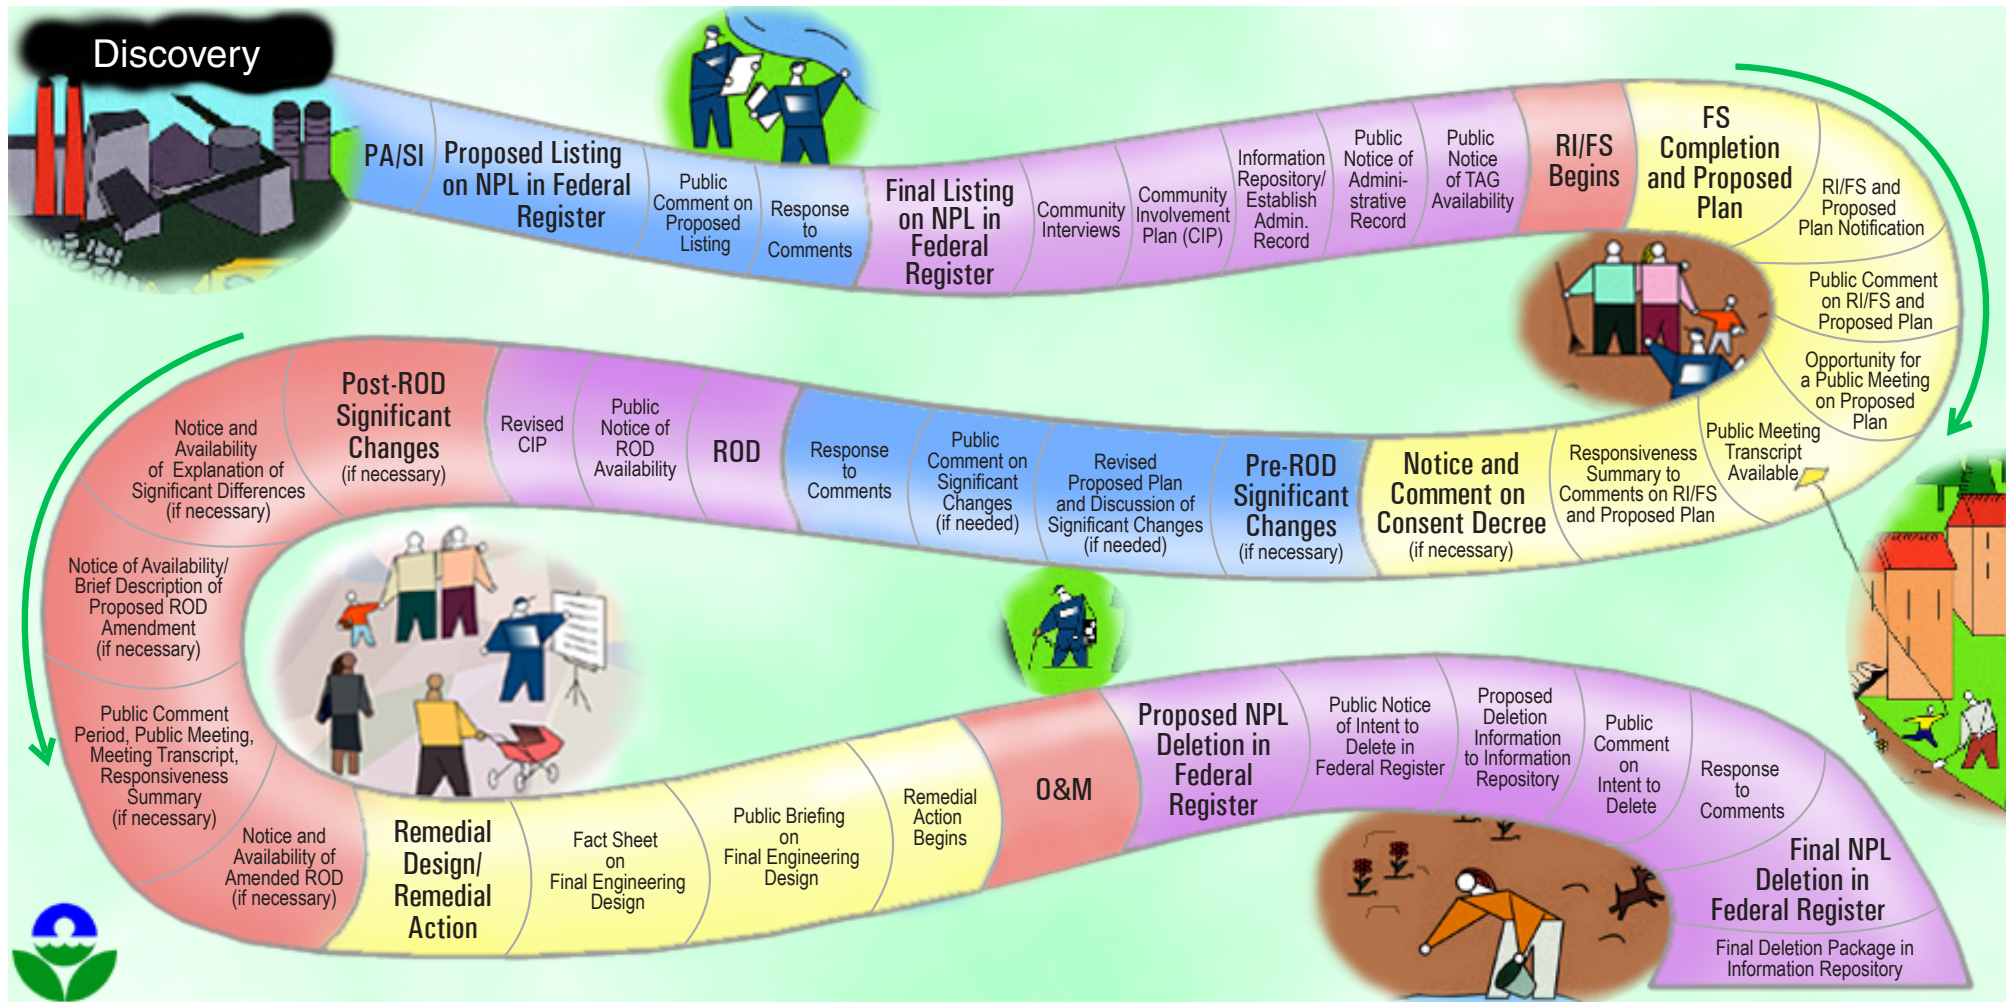 Discovery
PA/SI
Proposed Listing
on NPL in Federal
Register
Public
Comment on
Proposed
Listing
Response
to
Comments
Final Listing
on NPL in
Federal
Register
Community
Interviews
Community
Involvement
Plan (CIP)
Information
Repository/
Establish
Admin.
Record
Public
Notice of
Admini-
strative
Record
Public
Notice
of TAG
Availability
RI/FS
Begins
FS
Completion
and Proposed
Plan
RI/FS and
Proposed
Plan Notification
Public Comment
on RI/FS and
Proposed Plan
Opportunity for
a Public Meeting
on Proposed
Plan
Public Meeting
Transcript
Available
Responsiveness
Summary to
Comments on RI/FS
and Proposed Plan
Notice and
Comment on
Consent Decree
(if necessary)
Pre-ROD
Significant
Changes
(if necessary)
Revised
Proposed Plan
and Discussion of
Significant Changes
(if needed)
Public
Comment on
Significant
Changes
(if needed)
Response
to
Comments
ROD
Public
Notice of
ROD
Availability
Revised
CIP
Post-ROD
Significant
Changes
(if necessary)
Notice and
Availability
of Explanation of
Significant Differences
(if necessary)
Notice of Availability/
Brief Description of
Proposed ROD
Amendment
(if necessary)
Public Comment
Period, Public Meeting,
Meeting Transcript,
Responsiveness
Summary
(if necessary)
Notice and
Availability of
Amended ROD
(if necessary)
Remedial
Design/
Remedial
Action
Fact Sheet
on
Final Engineering
Design
Public Briefing
on
Final Engineering
Design
Remedial
Action
Begins
O&M
Proposed NPL
Deletion in
Federal
Register
Public Notice
of Intent to
Delete in
Federal Register
Proposed
Deletion
Information
to Information
Repository
Public
Comment
on
Intent to
Delete
Response
to
Comments
Final NPL
Deletion in
Federal Register
Final Deletion Package in
Information Repository